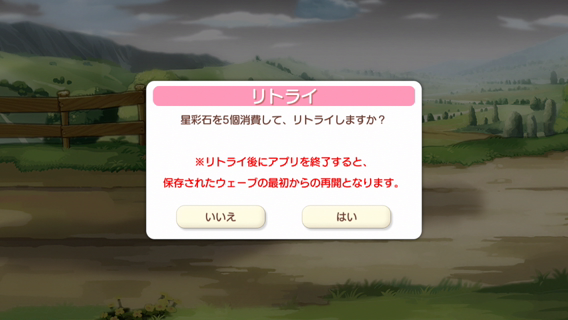 リトライ
星彩石を5個消費して、リトライしますか？
※リトライ後にアプリを終了すると、
保存されたウェーブの最初からの再開となります。
いいえ
はい